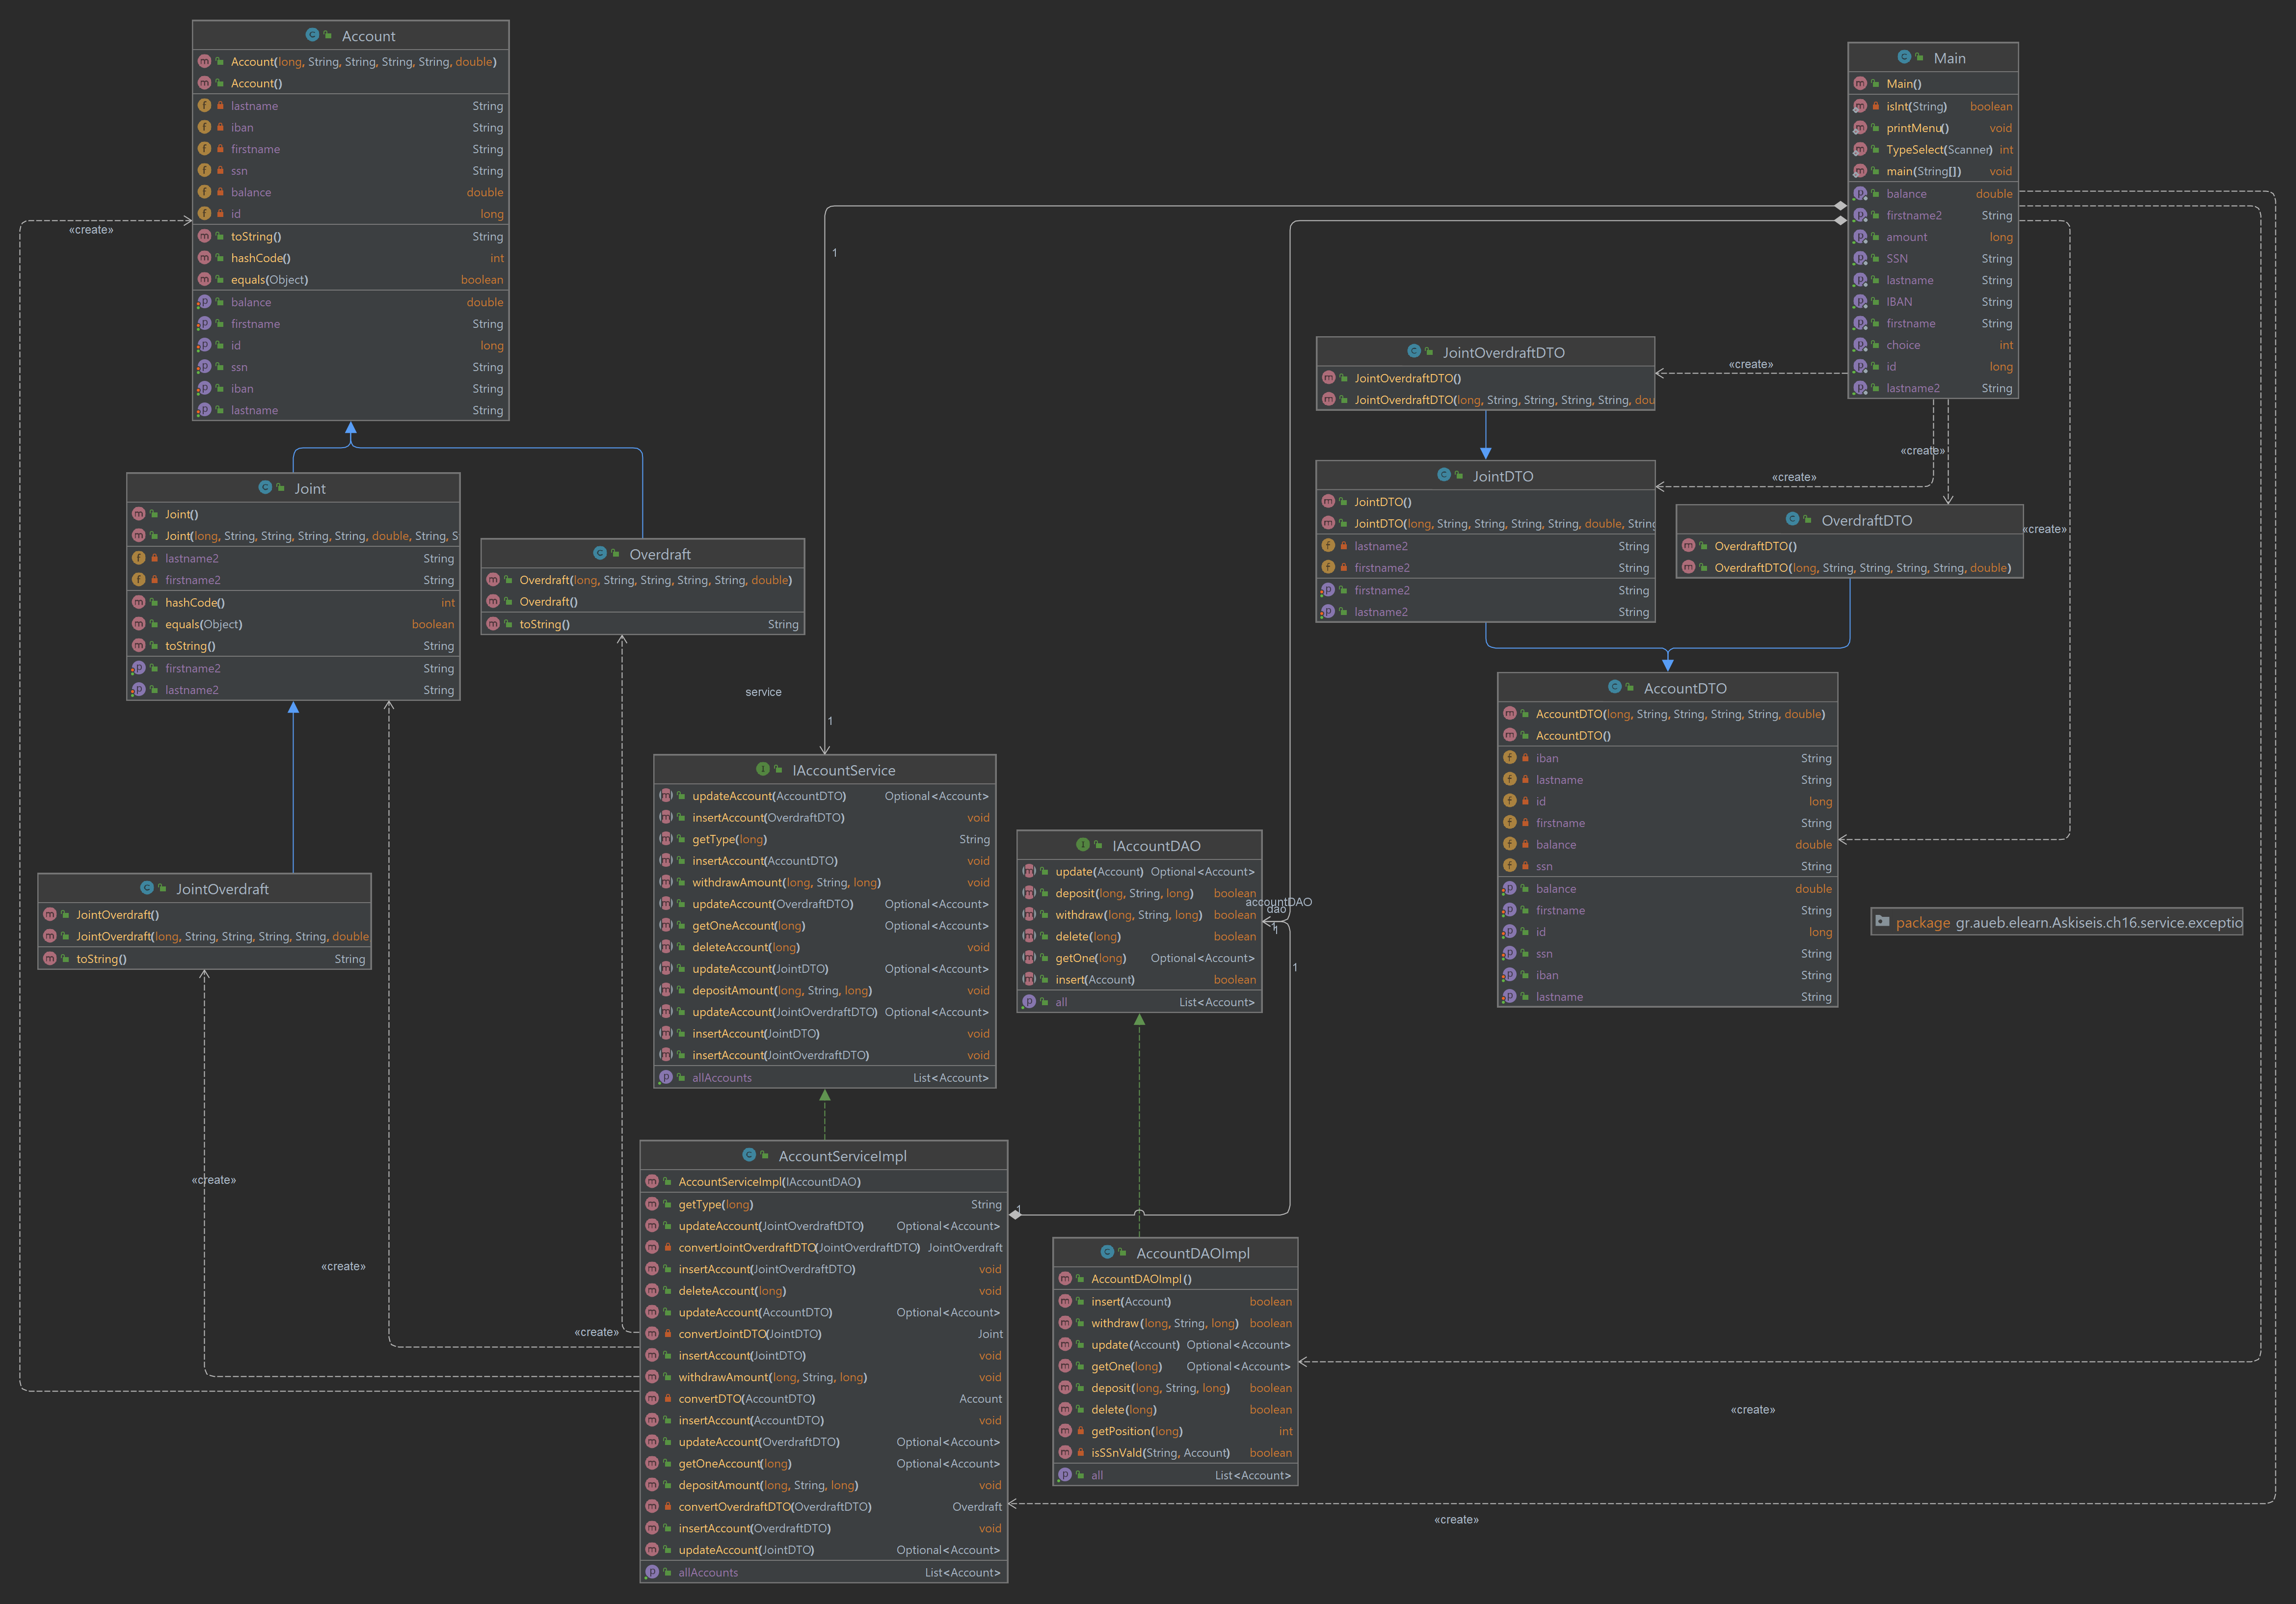 Account
Account(long, String, String, String, String, double)
Account()
lastname String
iban String
firstname String
ssn String
balance double
id long
toString() String
hashCode() int
equals(Object) boolean
balance double
firstname String
id long
ssn String
iban String
lastname String
«create»
Joint
Joint()
Joint(long, String, String, String, String, double, String, S
lastname2 String
firstname2 String
hashCode() int
equals(Object) boolean
toString() String
firstname2 String
lastname2 String
Overdraft
Overdraft(long, String, String, String, String, double)
Overdraft()
toString() String
JointOverdraft
JointOverdraft()
JointOverdraft(long, String, String, String, String, double
toString() String
«create»
«create»
«create»
1
service
1
IAccountService
updateAccount(AccountDTO) Optional<Account>
insertAccount(OverdraftDTO) void
getType(long) String
insertAccount(AccountDTO) void
withdrawAmount(long, String, long) void
updateAccount(OverdraftDTO) Optional<Account>
getOneAccount(long) Optional<Account>
deleteAccount(long) void
updateAccount(JointDTO) Optional<Account>
depositAmount(long, String, long) void
updateAccount(JointOverdraftDTO) Optional<Account>
insertAccount(JointDTO) void
insertAccount(JointOverdraftDTO) void
allAccounts List<Account>
IAccountDAO
update(Account) Optional<Account>
deposit(long, String, long) boolean
withdraw(long, String, long) boolean
delete(long) boolean
getOne(long) Optional<Account>
insert(Account) boolean
all List<Account>
accountDAO
dao
1
1
AccountServiceImpl
AccountServiceImpl(IAccountDAO)
getType(long) String
updateAccount(JointOverdraftDTO) Optional<Account>
convertJointOverdraftDTO(JointOverdraftDTO) JointOverdraft
insertAccount(JointOverdraftDTO) void
deleteAccount(long) void
updateAccount(AccountDTO) Optional<Account>
convertJointDTO(JointDTO) Joint
insertAccount(JointDTO) void
withdrawAmount(long, String, long) void
convertDTO(AccountDTO) Account
insertAccount(AccountDTO) void
updateAccount(OverdraftDTO) Optional<Account>
getOneAccount(long) Optional<Account>
depositAmount(long, String, long) void
convertOverdraftDTO(OverdraftDTO) Overdraft
insertAccount(OverdraftDTO) void
updateAccount(JointDTO) Optional<Account>
allAccounts List<Account>
1
AccountDAOImpl
AccountDAOImpl()
insert(Account) boolean
withdraw(long, String, long) boolean
update(Account) Optional<Account>
getOne(long) Optional<Account>
deposit(long, String, long) boolean
delete(long) boolean
getPosition(long) int
isSSnVald(String, Account) boolean
all List<Account>
Main
Main()
isInt(String) boolean
printMenu() void
TypeSelect(Scanner) int
main(String[]) void
balance double
firstname2 String
amount long
SSN String
lastname String
IBAN String
firstname String
choice int
id long
lastname2 String
JointOverdraftDTO
JointOverdraftDTO()
JointOverdraftDTO(long, String, String, String, String, dou
«create»
JointDTO
JointDTO()
JointDTO(long, String, String, String, String, double, String
lastname2 String
firstname2 String
firstname2 String
lastname2 String
«create»
«create»
OverdraftDTO
OverdraftDTO()
OverdraftDTO(long, String, String, String, String, double)
«create»
AccountDTO
AccountDTO(long, String, String, String, String, double)
AccountDTO()
iban String
lastname String
id long
firstname String
balance double
ssn String
balance double
firstname String
id long
ssn String
iban String
lastname String
package gr.aueb.elearn.Askiseis.ch16.service.exceptio
«create»
«create»